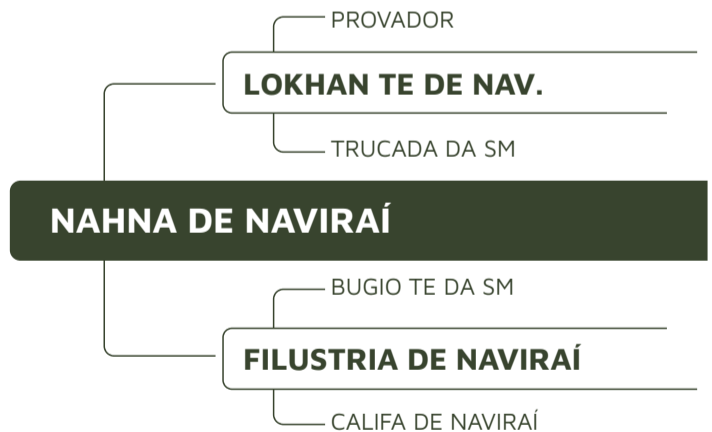 PROVADOR
LOKHAN TE DE NAV.
TRUCADA DA SM
NAHNA DE NAVIRAÍ
BUGIO TE DA SM
FILUSTRIA DE NAVIRAÍ
CALIFA DE NAVIRAÍ